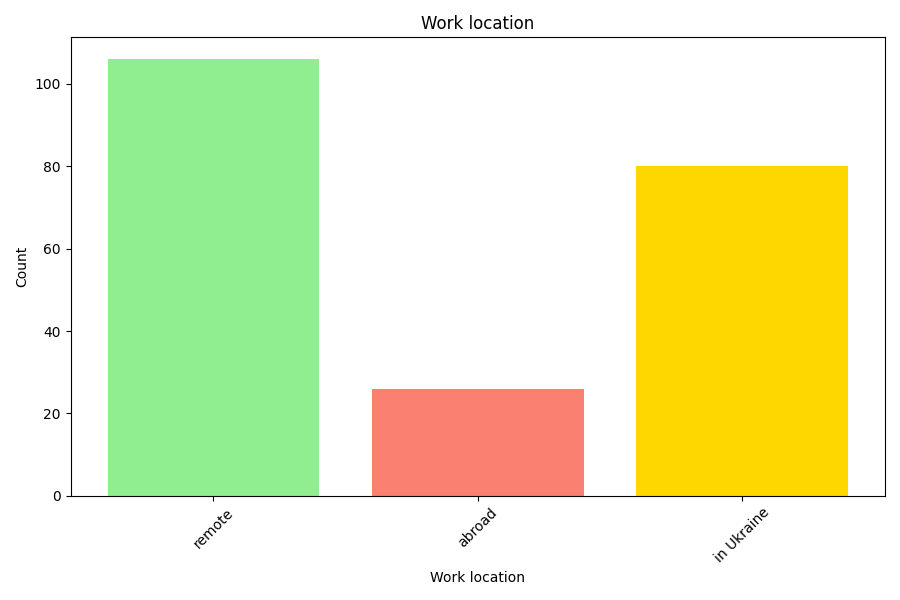 Work location
Count
100
80
60
40
20
0
remote
abroad
in Ukraine
Work location